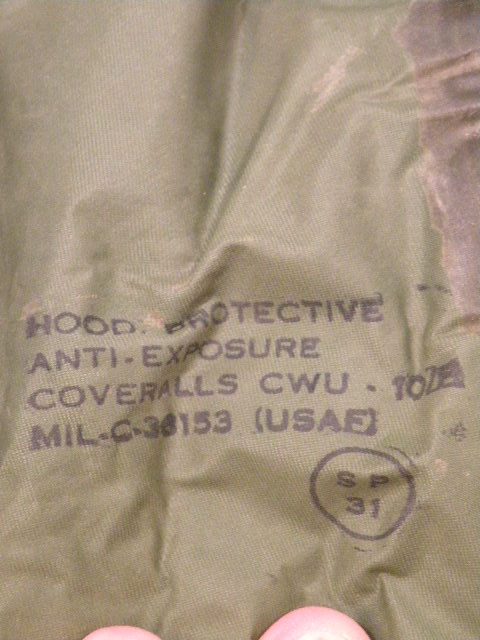 HOOD, PROTECTIVE
ANTI-EXPOSURE
COVERALLS CWU -
MIL-C-38153 (USAF)
S P
31